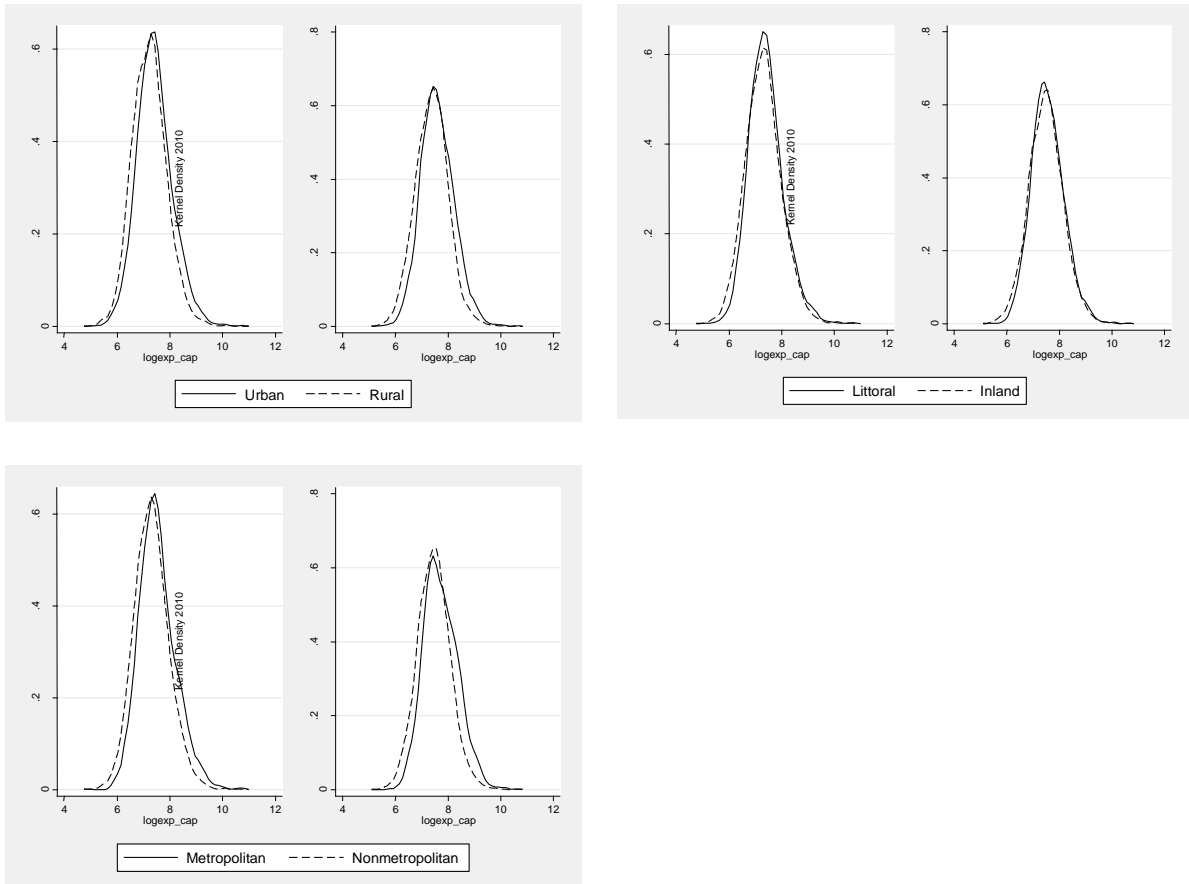 0 .2 .4 .6
4 6 8 10 12
logexp_cap
Kernel Density 2010
0 .2 .4 .6 .8
4 6 8 10 12
logexp_cap
Urban Rural
0 .2 .4 .6
4 6 8 10 12
logexp_cap
Kernel Density 2010
0 .2 .4 .6 .8
4 6 8 10 12
logexp_cap
Littoral Inland
0 .2 .4 .6
4 6 8 10 12
logexp_cap
Kernel Density 2010
0 .2 .4 .6 .8
4 6 8 10 12
logexp_cap
Metropolitan Nonmetropolitan